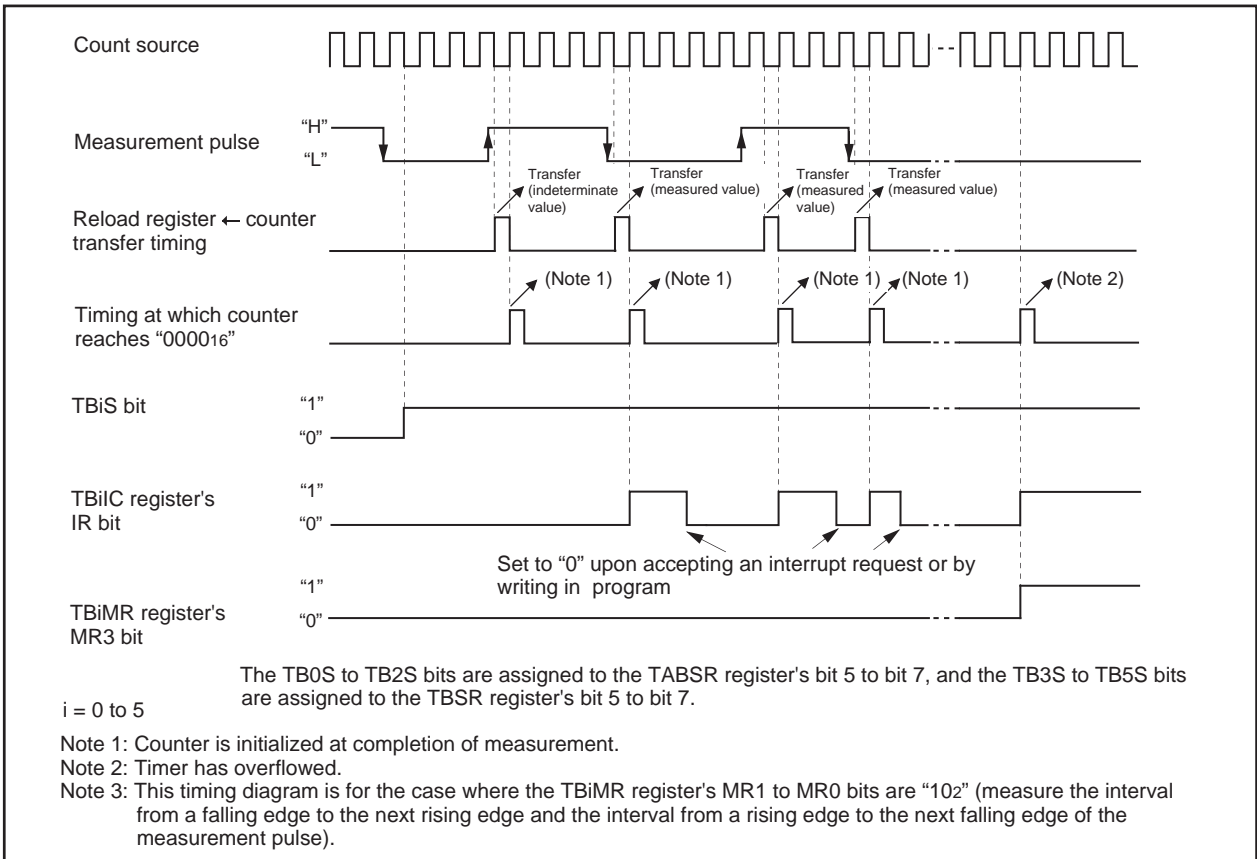 Count source
Measurement pulse
“H”
“L”
Transfer
(indeterminate
value)
Transfer
(measured value)
Transfer
(measured
value)
Transfer
(measured value)
Reload register ← counter
transfer timing
(Note 1)
(Note 1)
(Note 1)
(Note 1)
(Note 2)
Timing at which counter
reaches “000016”
TBiS bit
“1”
“0”
TBiIC register's
IR bit
“1”
“0”
Set to “0” upon accepting an interrupt request or by
writing in program
TBiMR register's
MR3 bit
“1”
“0”
The TB0S to TB2S bits are assigned to the TABSR register's bit 5 to bit 7, and the TB3S to TB5S bits
are assigned to the TBSR register's bit 5 to bit 7.
i = 0 to 5
Note 1: Counter is initialized at completion of measurement.
Note 2: Timer has overflowed.
Note 3: This timing diagram is for the case where the TBiMR register's MR1 to MR0 bits are “102” (measure the interval
from a falling edge to the next rising edge and the interval from a rising edge to the next falling edge of the
measurement pulse).